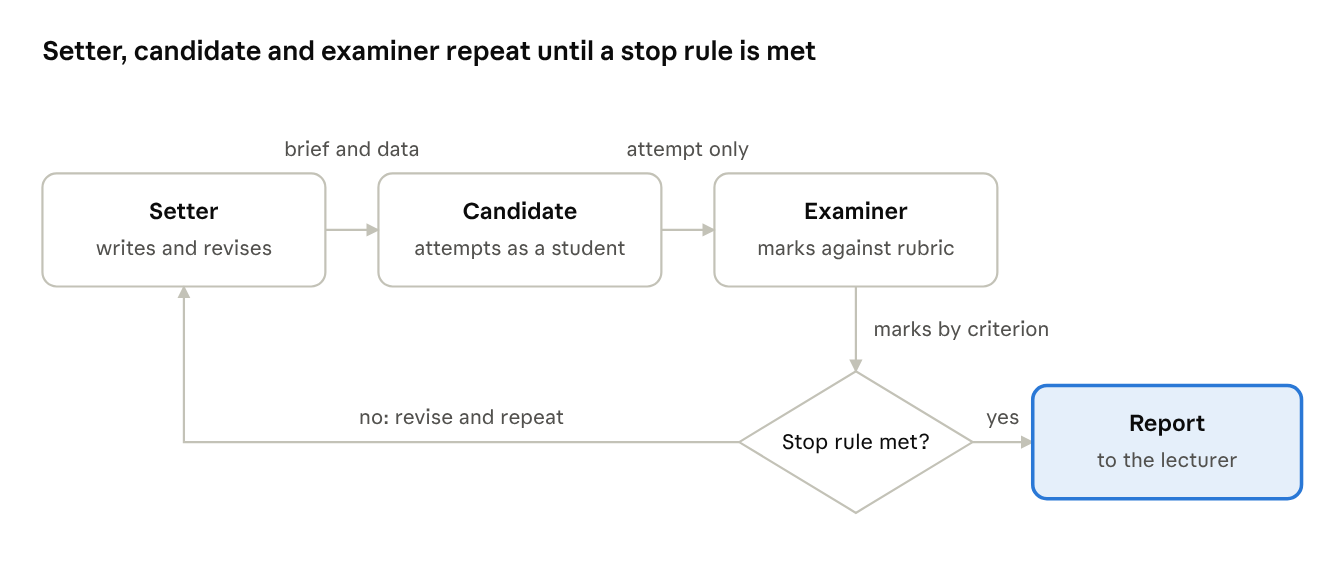 Setter, candidate and examiner repeat until a stop rule is met
brief and data
attempt only
Setter
writes and revises
Candidate
attempts as a student
Examiner
marks against rubric
marks by criterion
no: revise and repeat
Stop rule met?
yes
Report
to the lecturer